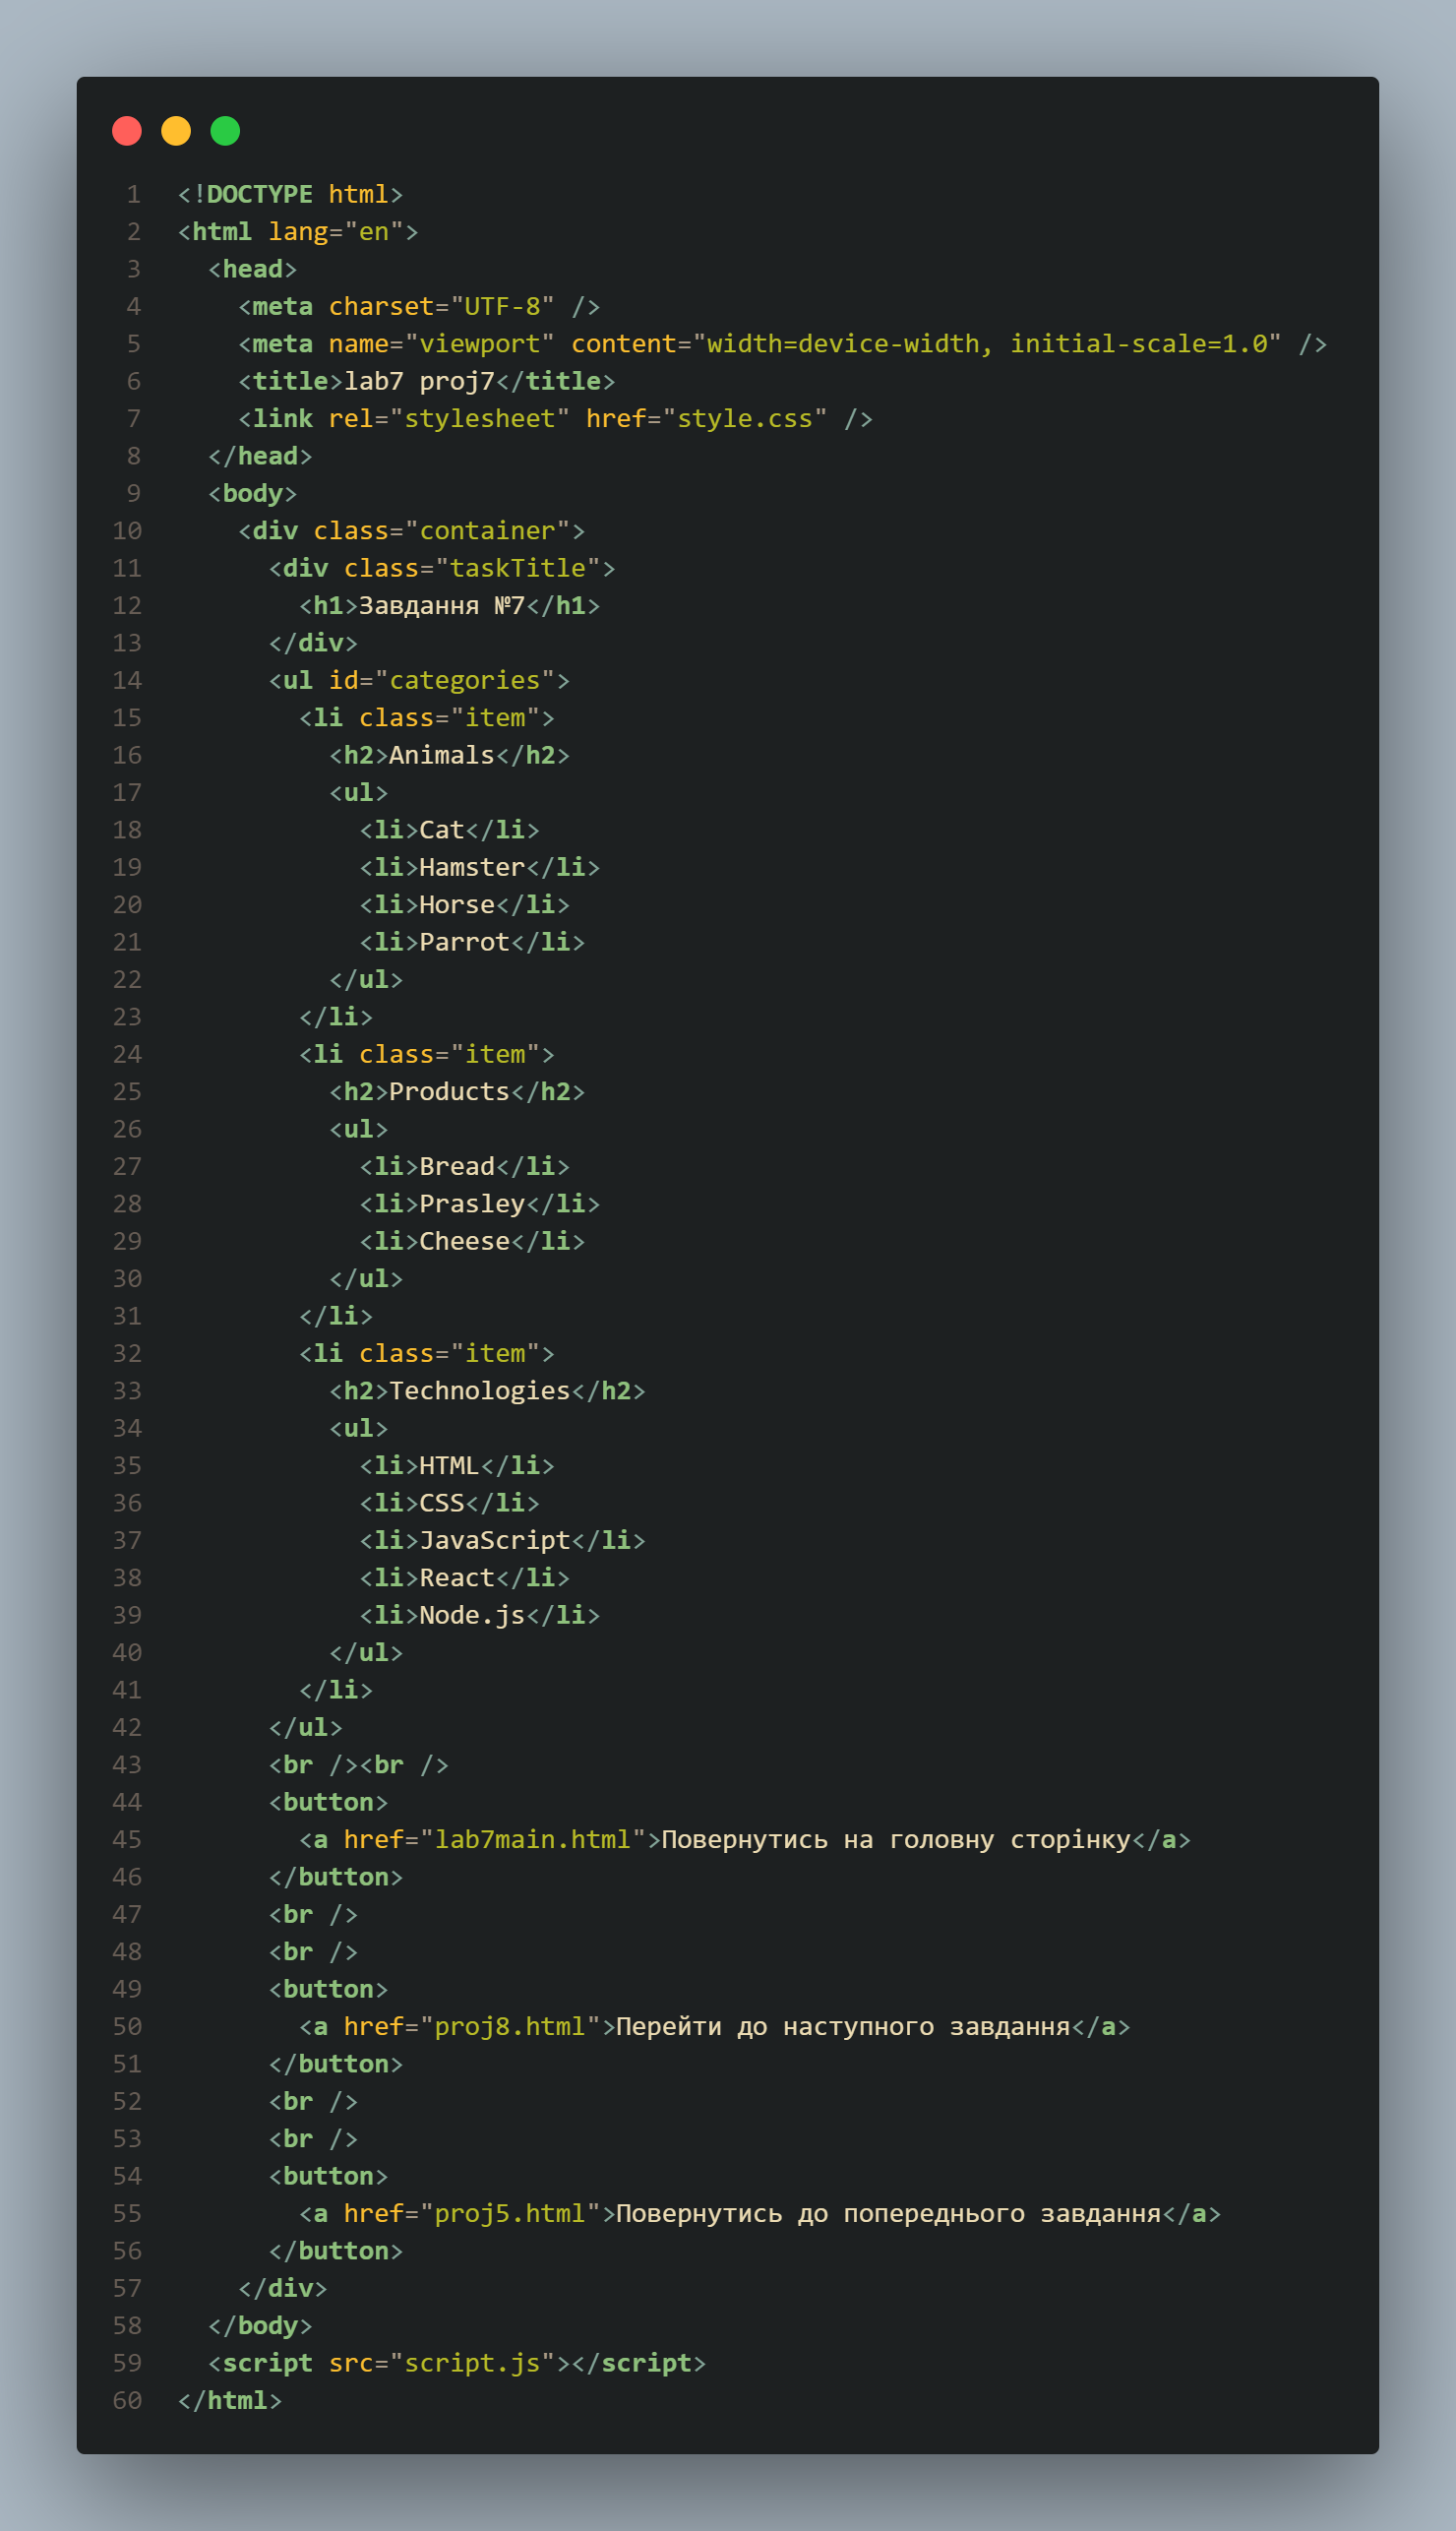 1 <!DOCTYPE html>
2 <html lang="en">
3   <head>
4     <meta charset="UTF-8" />
5     <meta name="viewport" content="width=device-width, initial-scale=1.0" />
6     <title>lab7 proj7</title>
7     <link rel="stylesheet" href="style.css" />
8   </head>
9   <body>
10     <div class="container">
11       <div class="taskTitle">
12         <h1>Завдання №7</h1>
13       </div>
14       <ul id="categories">
15         <li class="item">
16           <h2>Animals</h2>
17           <ul>
18             <li>Cat</li>
19             <li>Hamster</li>
20             <li>Horse</li>
21             <li>Parrot</li>
22           </ul>
23         </li>
24         <li class="item">
25           <h2>Products</h2>
26           <ul>
27             <li>Bread</li>
28             <li>Prasley</li>
29             <li>Cheese</li>
30           </ul>
31         </li>
32         <li class="item">
33           <h2>Technologies</h2>
34           <ul>
35             <li>HTML</li>
36             <li>CSS</li>
37             <li>JavaScript</li>
38             <li>React</li>
39             <li>Node.js</li>
40           </ul>
41         </li>
42       </ul>
43       <br /><br />
44       <button>
45         <a href="lab7main.html">Повернутись на головну сторінку</a>
46       </button>
47       <br />
48       <br />
49       <button>
50         <a href="proj8.html">Перейти до наступного завдання</a>
51       </button>
52       <br />
53       <br />
54       <button>
55         <a href="proj5.html">Повернутись до попереднього завдання</a>
56       </button>
57     </div>
58   </body>
59   <script src="script.js"></script>
60 </html>